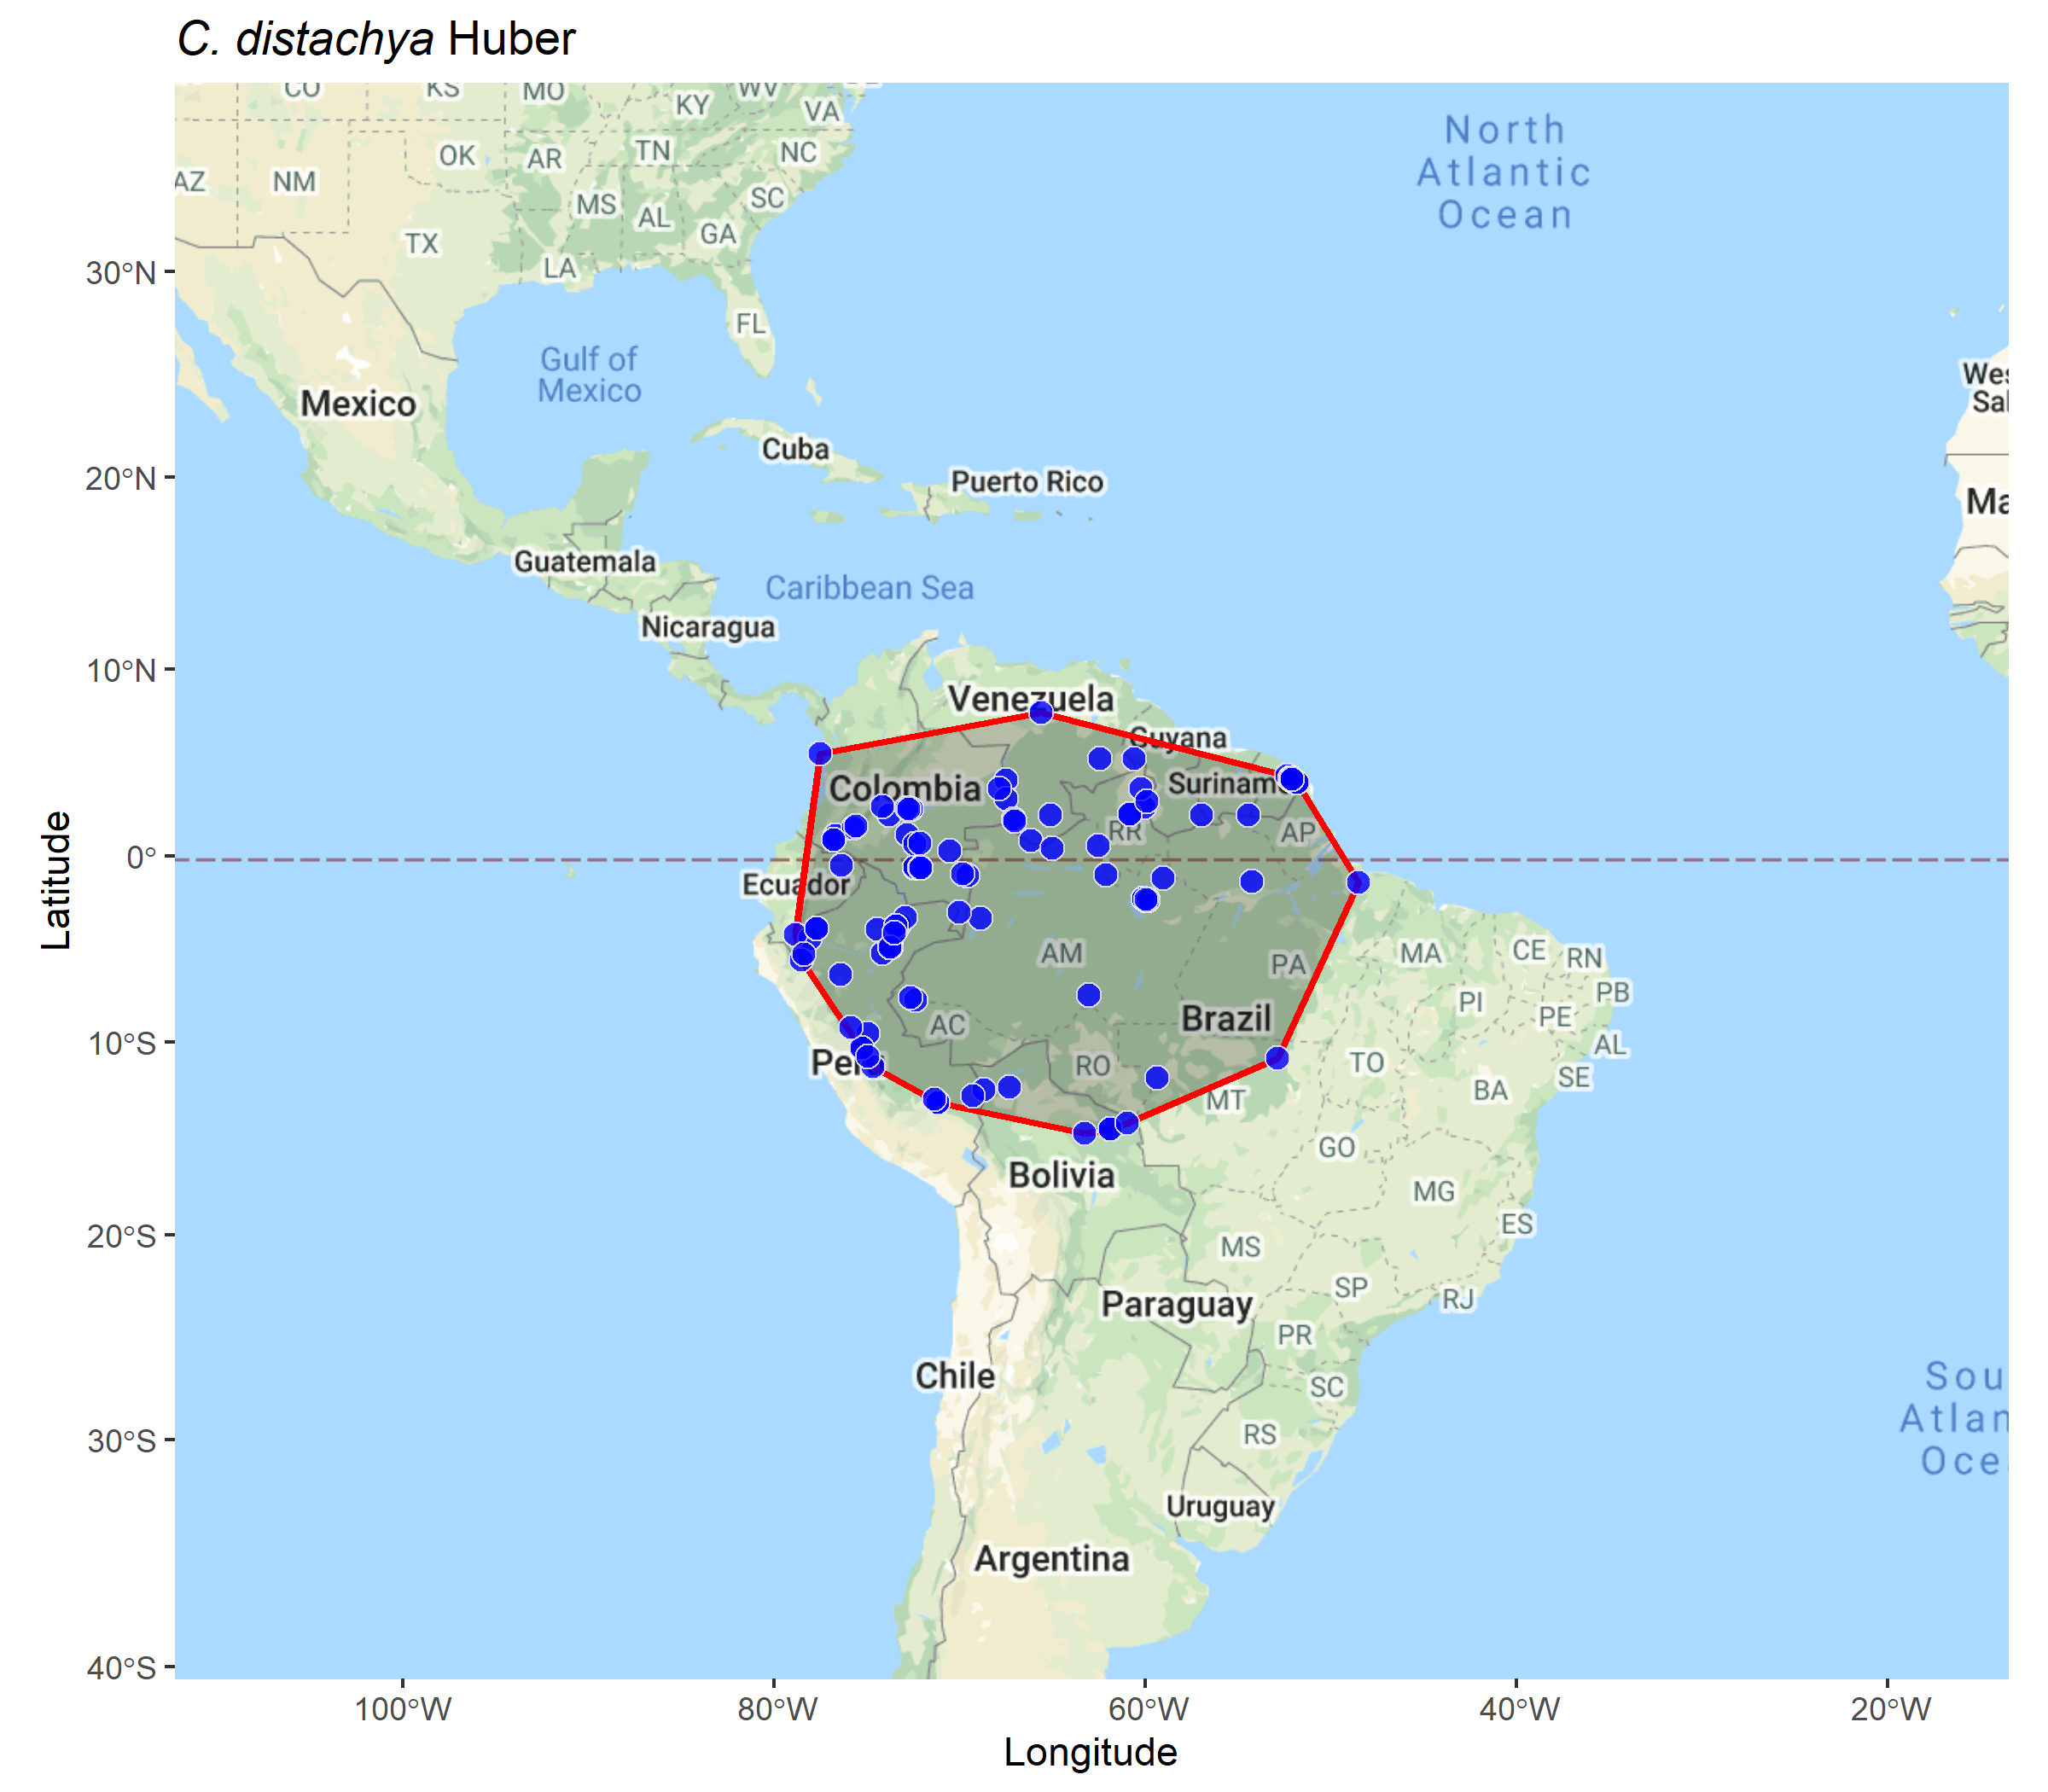 C. distachya Huber
CO
KS
MO
KY
WV
VA
OK
AR
TN
NC
AZ
NM
MS
AL
SC
GA
TX
LA
FL
North
Atlantic
Ocean
Gulf of
Mexico
Mexico
Cuba
Puerto Rico
Guatemala
Caribbean Sea
Nicaragua
Wes
Sal
Ma
Venezuela
Guyana
Colombia
Suriname
RR
AP
Ecuador
AM
PA
MA
CE
RN
PB
PI
PE
AL
SE
AC
Brazil
RO
TO
BA
Peru
MT
GO
Bolivia
MG
ES
MS
SP
RJ
Paraguay
PR
Chile
SC
RS
Uruguay
Argentina
Sou
Atlan
Oce
30°N
20°N
10°N
0°
10°S
20°S
30°S
40°S
Latitude
100°W
80°W
60°W
40°W
20°W
Longitude